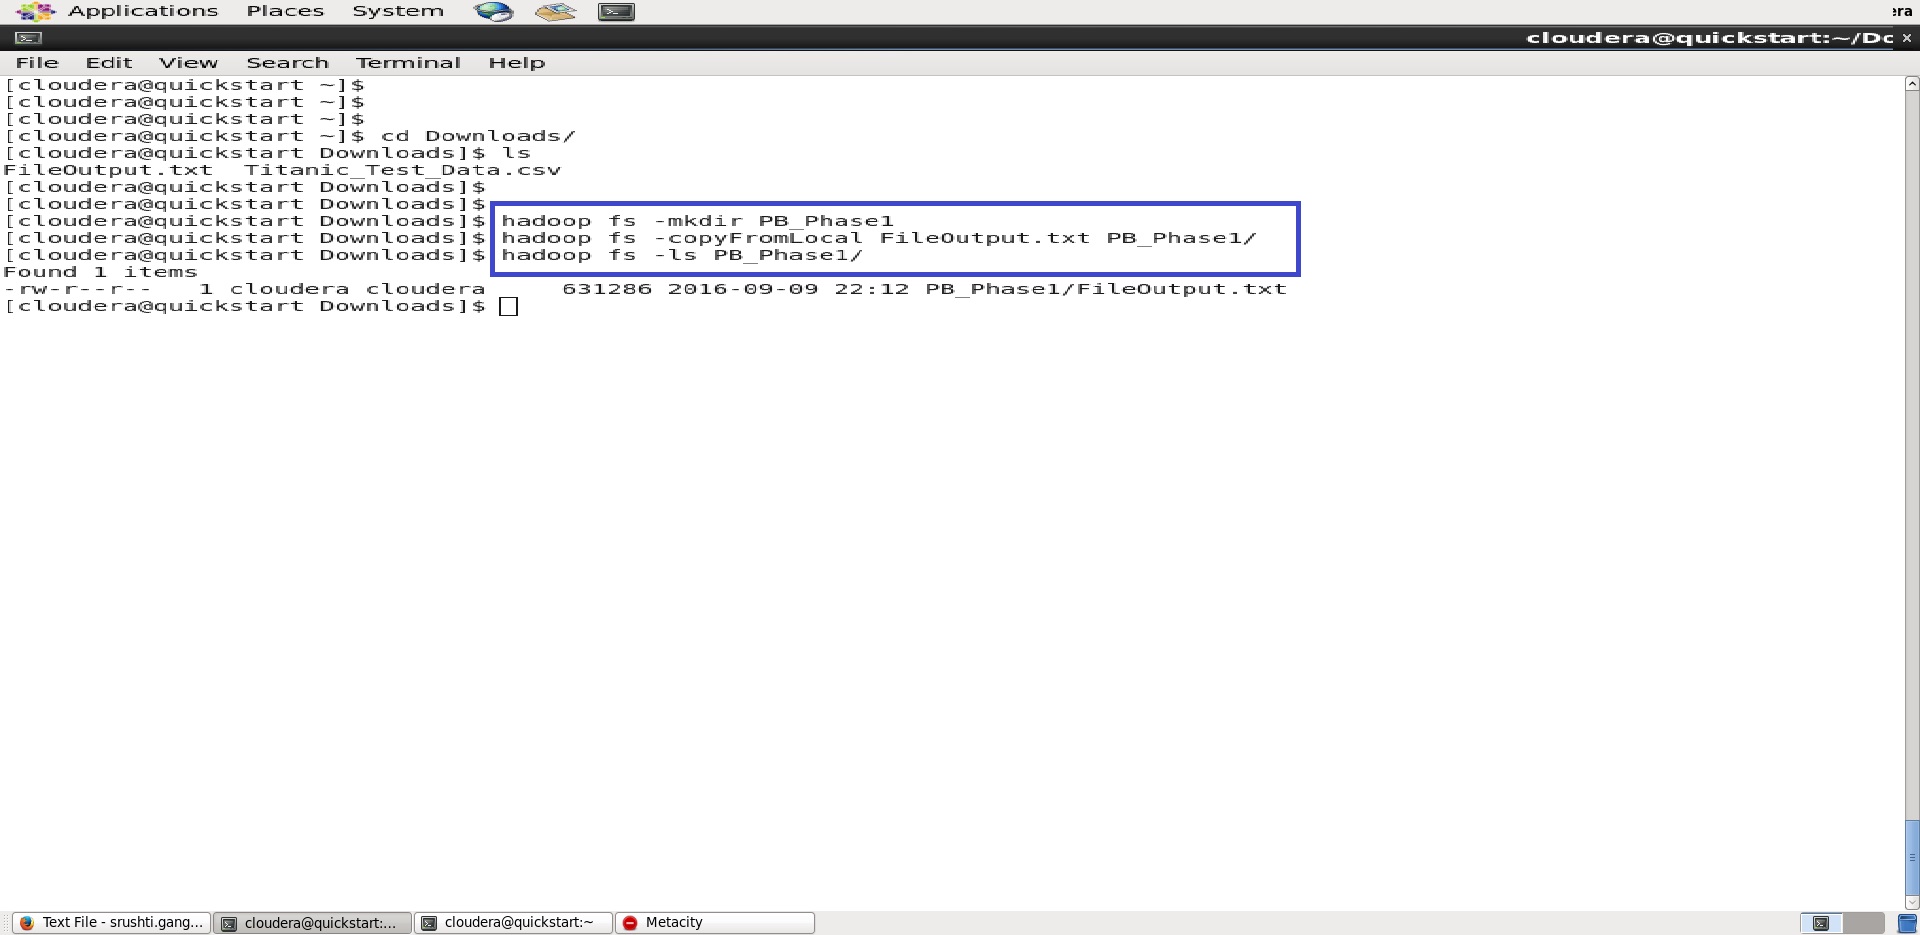 Applications Places System
era
cloudera@quickstart:~/Dc
File Edit View Search Terminal Help
[cloudera@quickstart ~]$
[cloudera@quickstart ~]$
[cloudera@quickstart ~]$
[cloudera@quickstart ~]$ cd Downloads/
[cloudera@quickstart Downloads]$ ls
FileOutput.txt  Titanic_Test_Data.csv
[cloudera@quickstart Downloads]$
[cloudera@quickstart Downloads]$
[cloudera@quickstart Downloads]$ hadoop fs -mkdir PB_Phase1
[cloudera@quickstart Downloads]$ hadoop fs -copyFromLocal FileOutput.txt PB_Phase1/
[cloudera@quickstart Downloads]$ hadoop fs -ls PB_Phase1/
Found 1 items
-rw-r--r--   1 cloudera cloudera     631286 2016-09-09 22:12 PB_Phase1/FileOutput.txt
[cloudera@quickstart Downloads]$
Text File - srushti.gang... cloudera@quickstart:... cloudera@quickstart:~ Metacity